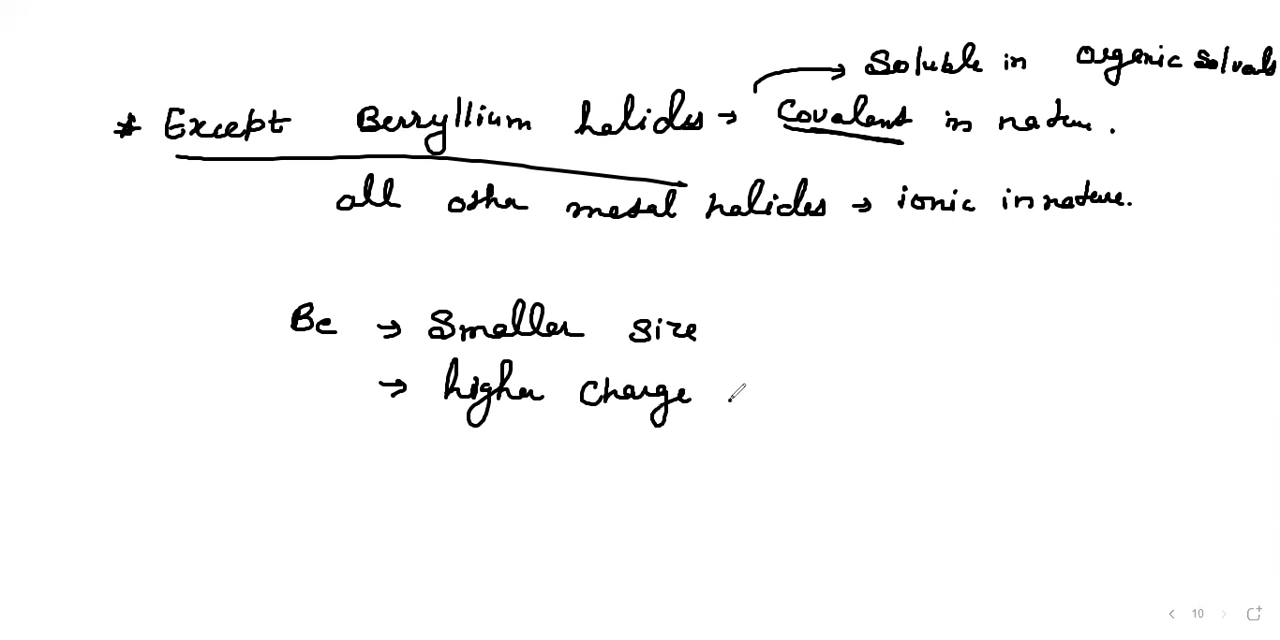 Soluble in Organic Solvents
* Except Berryllium halides → Covalent in nature.
all other metal halides → ionic in nature.
Be → Smaller size
→ higher charge
10